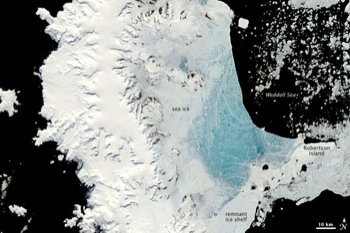 Weddell Sea
sea ice
Robertson
Island
remnant
ice shelf
10 km
N